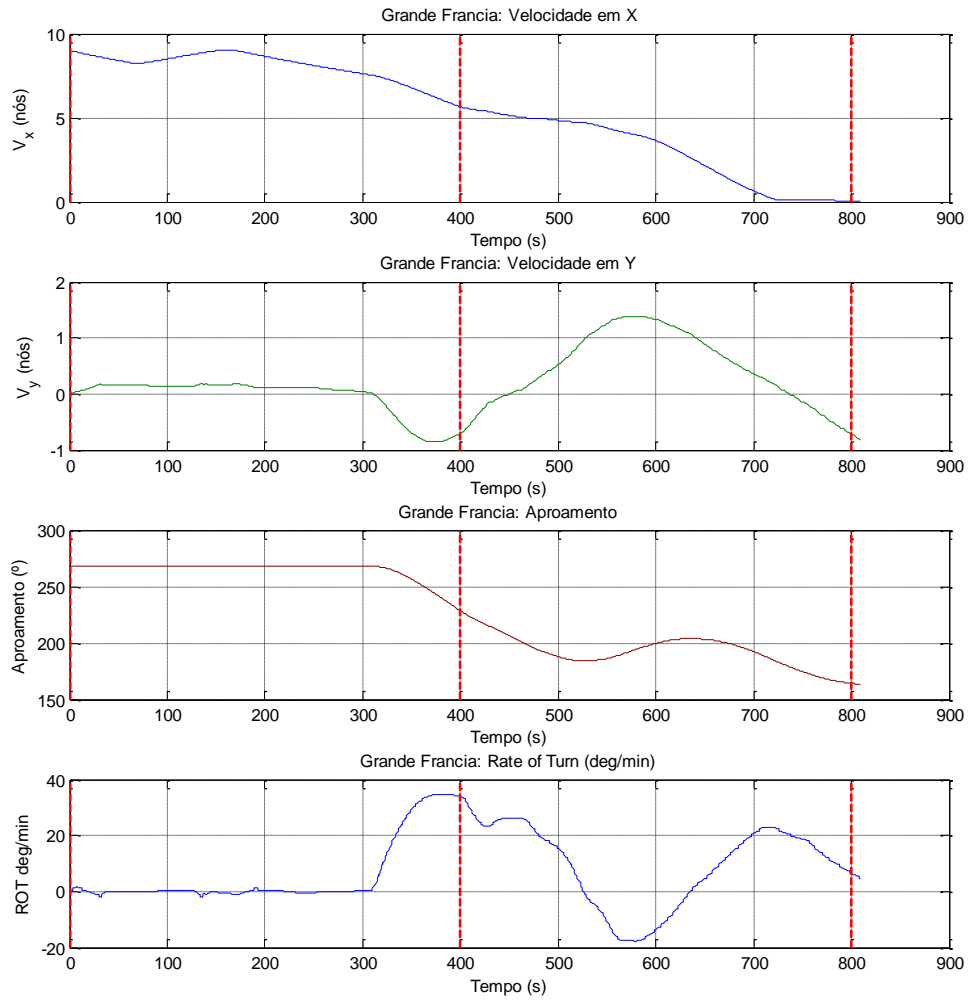 Grande Francia: Velocidade em X
10
5
0
V_x (nós)
0 100 200 300 400 500 600 700 800 900
Tempo (s)
Grande Francia: Velocidade em Y
2
1
0
-1
V_y (nós)
0 100 200 300 400 500 600 700 800 900
Tempo (s)
Grande Francia: Aproamento
300
250
200
150
Aproamento (º)
0 100 200 300 400 500 600 700 800 900
Tempo (s)
Grande Francia: Rate of Turn (deg/min)
40
20
0
-20
ROT deg/min
0 100 200 300 400 500 600 700 800 900
Tempo (s)